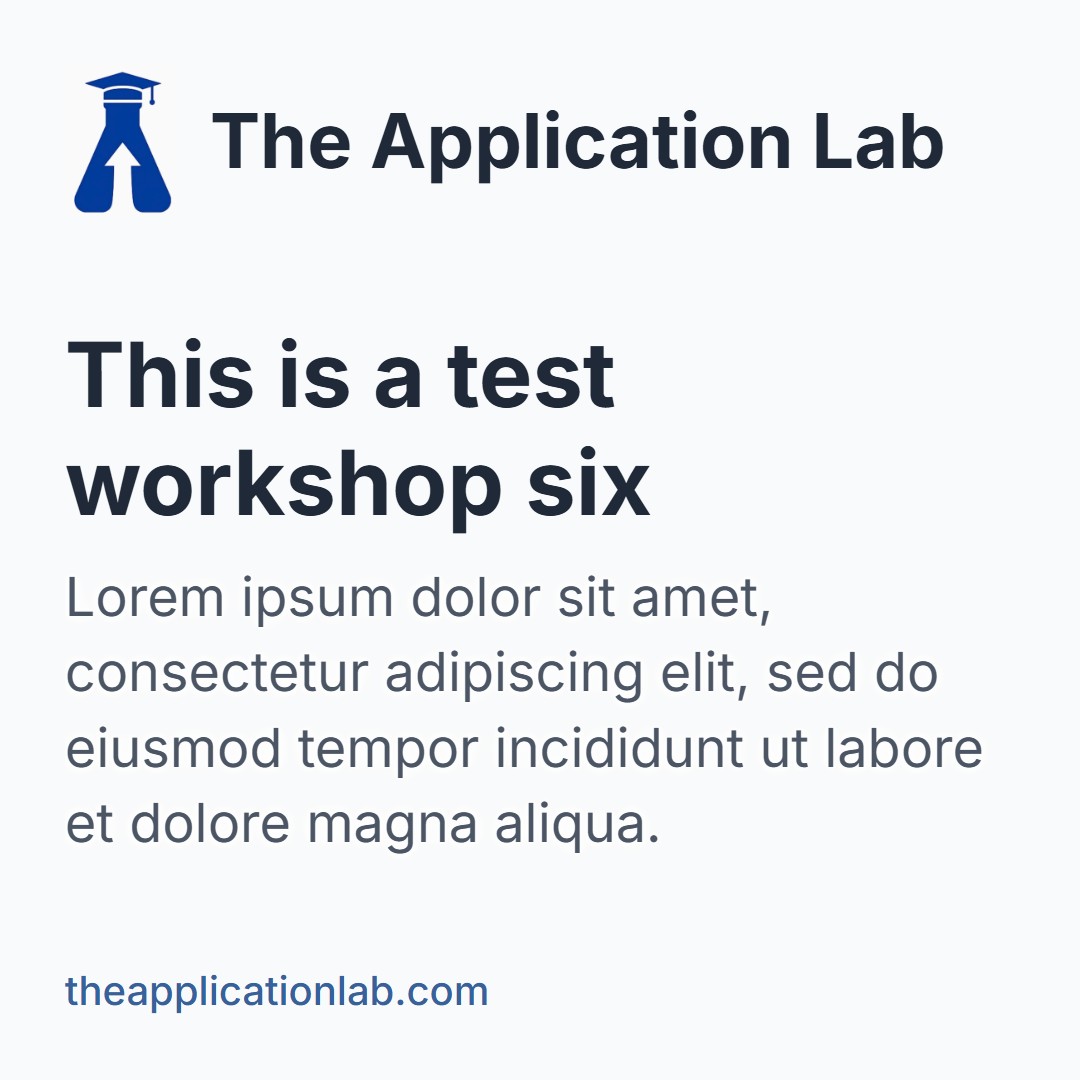 The Application Lab
This is a test
workshop six
Lorem ipsum dolor sit amet,
consectetur adipiscing elit, sed do
eiusmod tempor incididunt ut labore
et dolore magna aliqua.
theapplicationlab.com